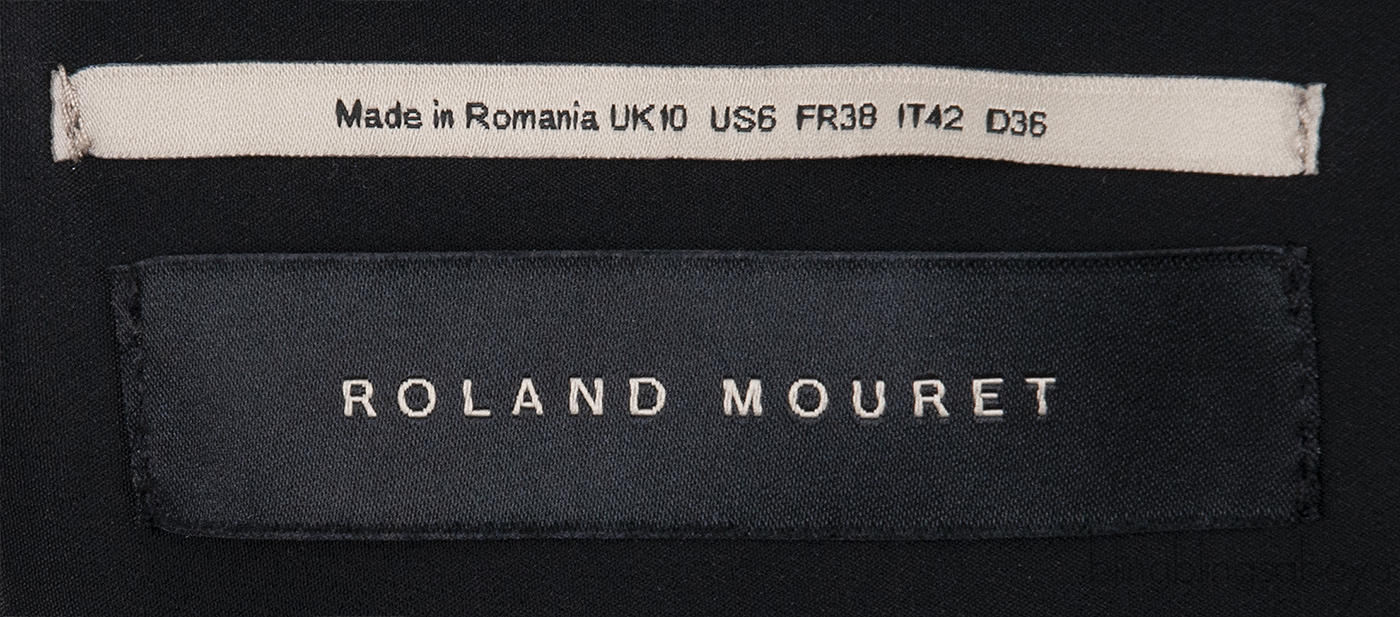 Made in Romania UK10 US6 FR38 IT42 D36
ROLAND MOURET